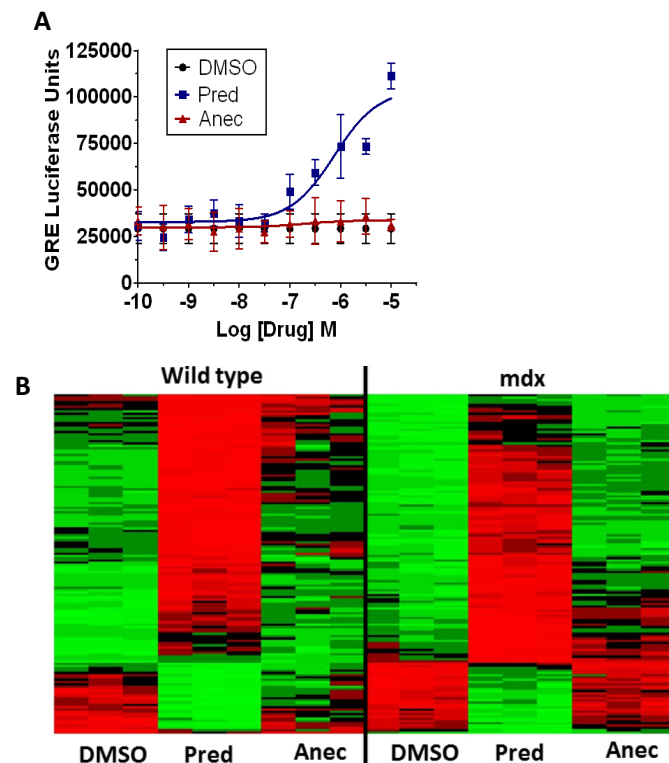 A
GRE Luciferase Units
125000
100000
75000
50000
25000
0
DMSO
Pred
Anec
-10 -9 -8 -7 -6 -5
Log [Drug] M
B
Wild type mdx
DMSO Pred Anec DMSO Pred Anec